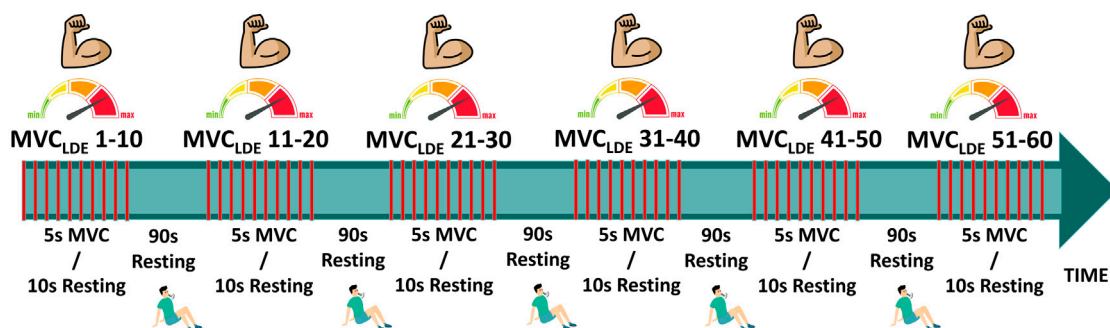 min max min max min max min max min max min max
MVCLDE 1-10 MVCLDE 11-20 MVCLDE 21-30 MVCLDE 31-40 MVCLDE 41-50 MVCLDE 51-60
5s MVC 90s 5s MVC 90s 5s MVC 90s 5s MVC 90s 5s MVC 90s 5s MVC
/ Resting / Resting / Resting / Resting / Resting / TIME
10s Resting 10s Resting 10s Resting 10s Resting 10s Resting 10s Resting